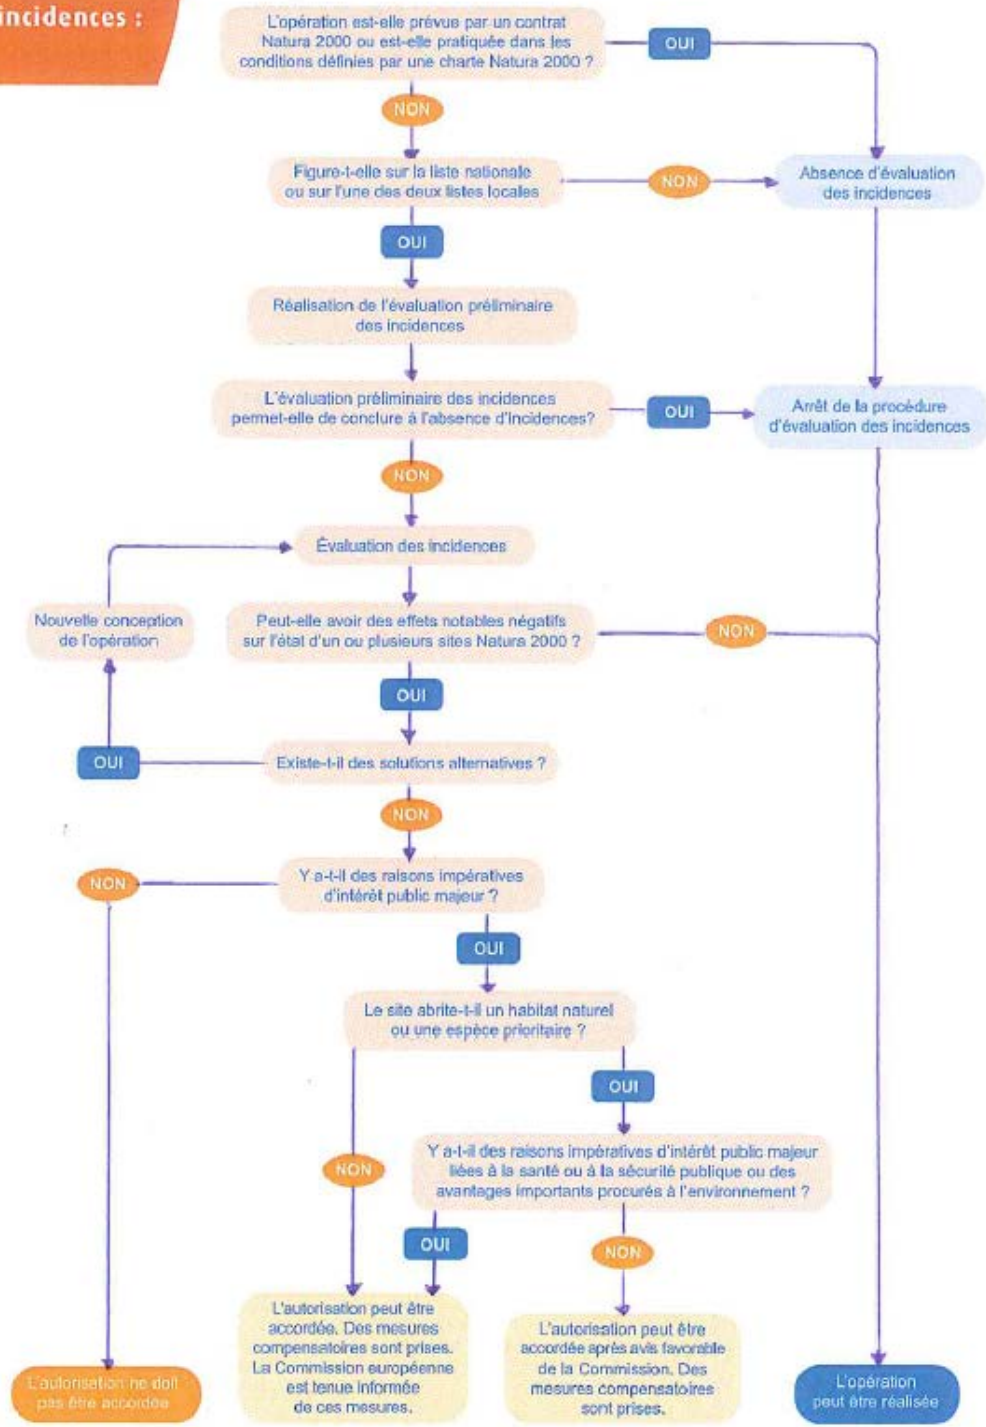 incidences :
L'opération est-elle prévue par un contrat
Natura 2000 ou est-elle pratiquée dans les
conditions définies par une charte Natura 2000 ?
OUI
NON
Figure-t-elle sur la liste nationale
ou sur l'une des deux listes locales
NON
Absence d'évaluation
des incidences
OUI
Réalisation de l'évaluation préliminaire
des incidences
L'évaluation préliminaire des incidences
permet-elle de conclure à l'absence d'incidences?
OUI
Arrêt de la procédure
d'évaluation des incidences
NON
Évaluation des incidences
Nouvelle conception
de l'opération
Peut-elle avoir des effets notables négatifs
sur l'état d'un ou plusieurs sites Natura 2000 ?
NON
OUI
OUI
Existe-t-il des solutions alternatives ?
NON
NON
Y a-t-il des raisons impératives
d'intérêt public majeur ?
OUI
Le site abrite-t-il un habitat naturel
ou une espèce prioritaire ?
OUI
NON
Y a-t-il des raisons impératives d'intérêt public majeur
liées à la santé ou à la sécurité publique ou des
avantages importants procurés à l'environnement ?
OUI
NON
L'autorisation peut être
accordée. Des mesures
compensatoires sont prises.
La Commission européenne
est tenue informée
de ces mesures.
L'autorisation peut être
accordée après avis favorable
de la Commission. Des
mesures compensatoires
sont prises.
L'autorisation ne doit
pas être accordée
L'opération
peut être réalisée